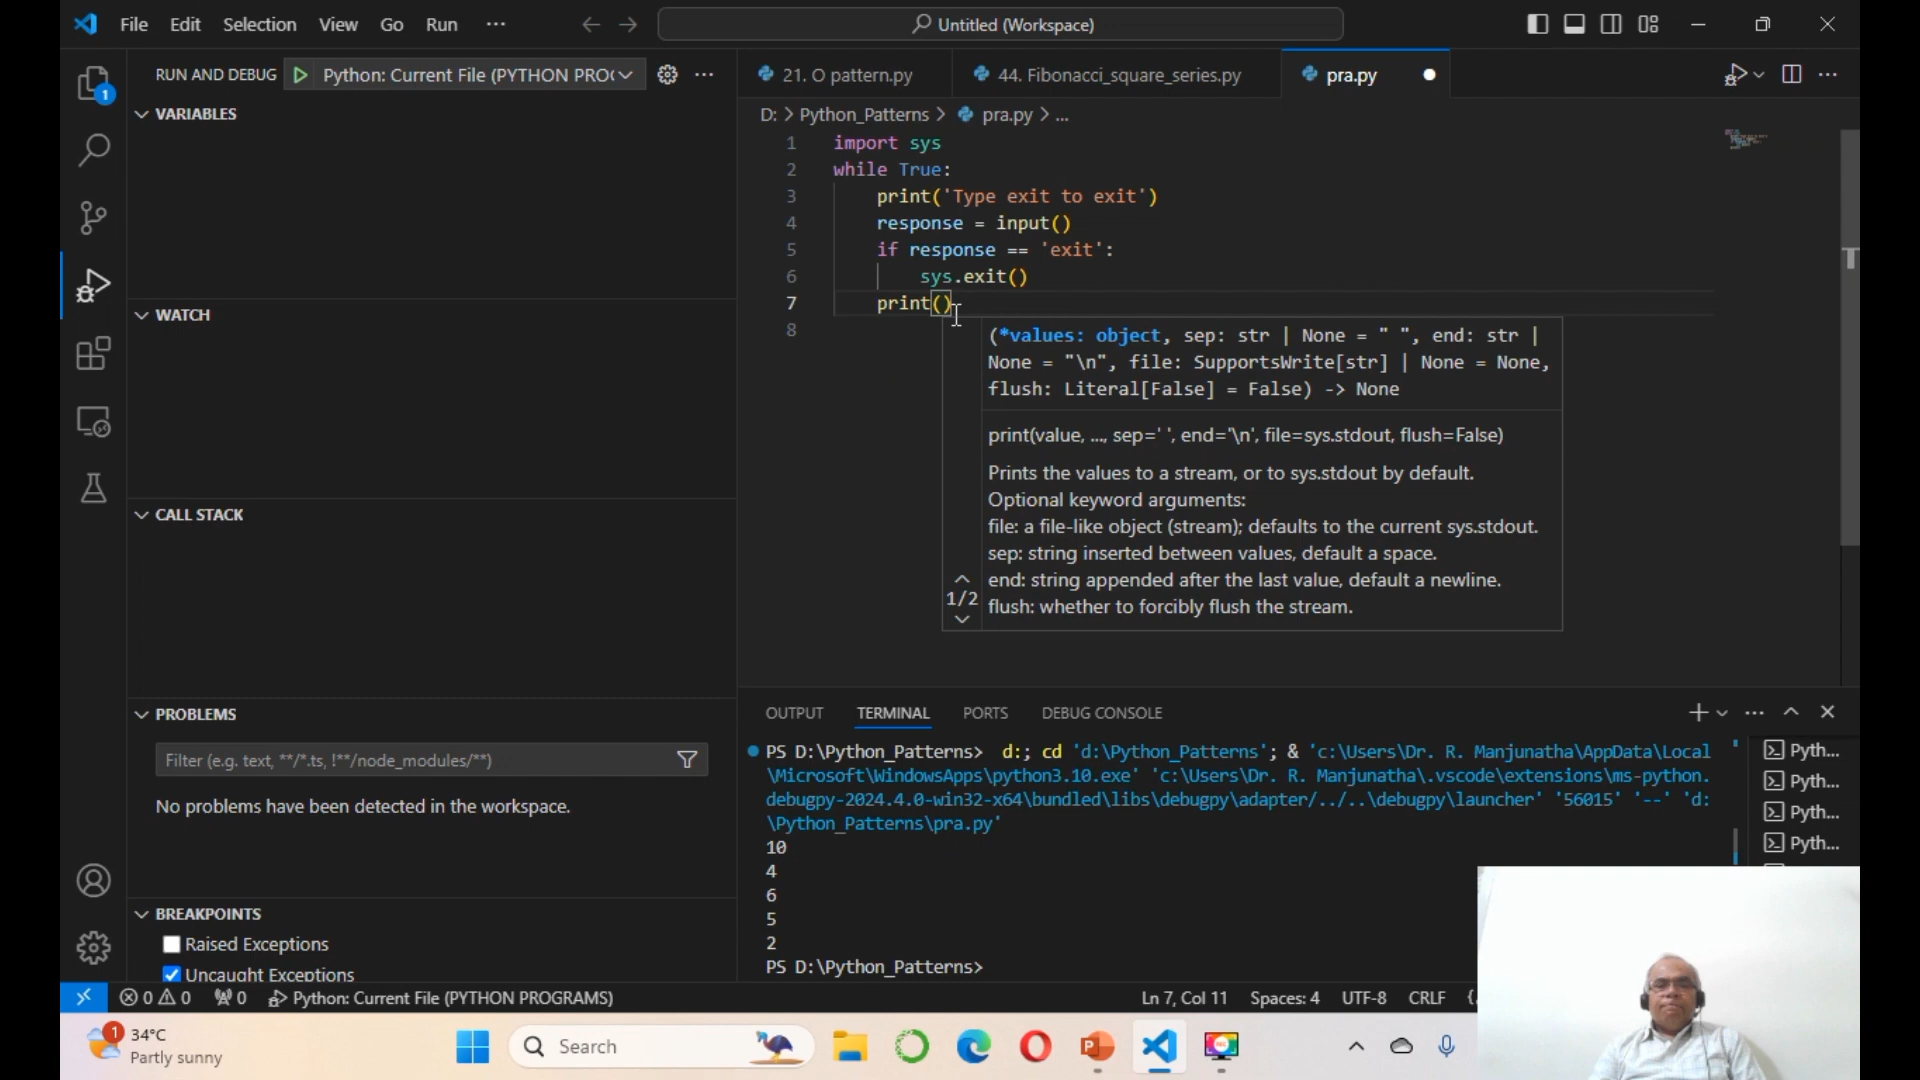 File Edit Selection View Go Run ···
Untitled (Workspace)
RUN AND DEBUG Python: Current File (PYTHON PRO
VARIABLES
WATCH
CALL STACK
PROBLEMS
Filter (e.g. text, **/*.ts, !**/node_modules/**)
No problems have been detected in the workspace.
BREAKPOINTS
Raised Exceptions
Uncaught Exceptions
1
21. O pattern.py 44. Fibonacci_square_series.py pra.py
D: > Python_Patterns > pra.py > ...
1 import sys
2 while True:
3 print('Type exit to exit')
4 response = input()
5 if response == 'exit':
6 sys.exit()
7 print()
8
(*values: object, sep: str | None = " ", end: str |
None = "\n", file: SupportsWrite[str] | None = None,
flush: Literal[False] = False) -> None
print(value, ..., sep=' ', end='\n', file=sys.stdout, flush=False)
Prints the values to a stream, or to sys.stdout by default.
Optional keyword arguments:
file: a file-like object (stream); defaults to the current sys.stdout.
sep: string inserted between values, default a space.
end: string appended after the last value, default a newline.
flush: whether to forcibly flush the stream.
1/2
OUTPUT TERMINAL PORTS DEBUG CONSOLE
PS D:\Python_Patterns> d:; cd 'd:\Python_Patterns'; & 'c:\Users\Dr. R. Manjunatha\AppData\Local
\Microsoft\WindowsApps\python3.10.exe' 'c:\Users\Dr. R. Manjunatha\.vscode\extensions\ms-python.
debugpy-2024.4.0-win32-x64\bundled\libs\debugpy\adapter/../..\debugpy\launcher' '56015' '--' 'd:
\Python_Patterns\pra.py'
10
4
6
5
2
PS D:\Python_Patterns>
Pyth...
Pyth...
Pyth...
Pyth...
0 0 0 Python: Current File (PYTHON PROGRAMS) Ln 7, Col 11 Spaces: 4 UTF-8 CRLF
1 34°C
Partly sunny
Search